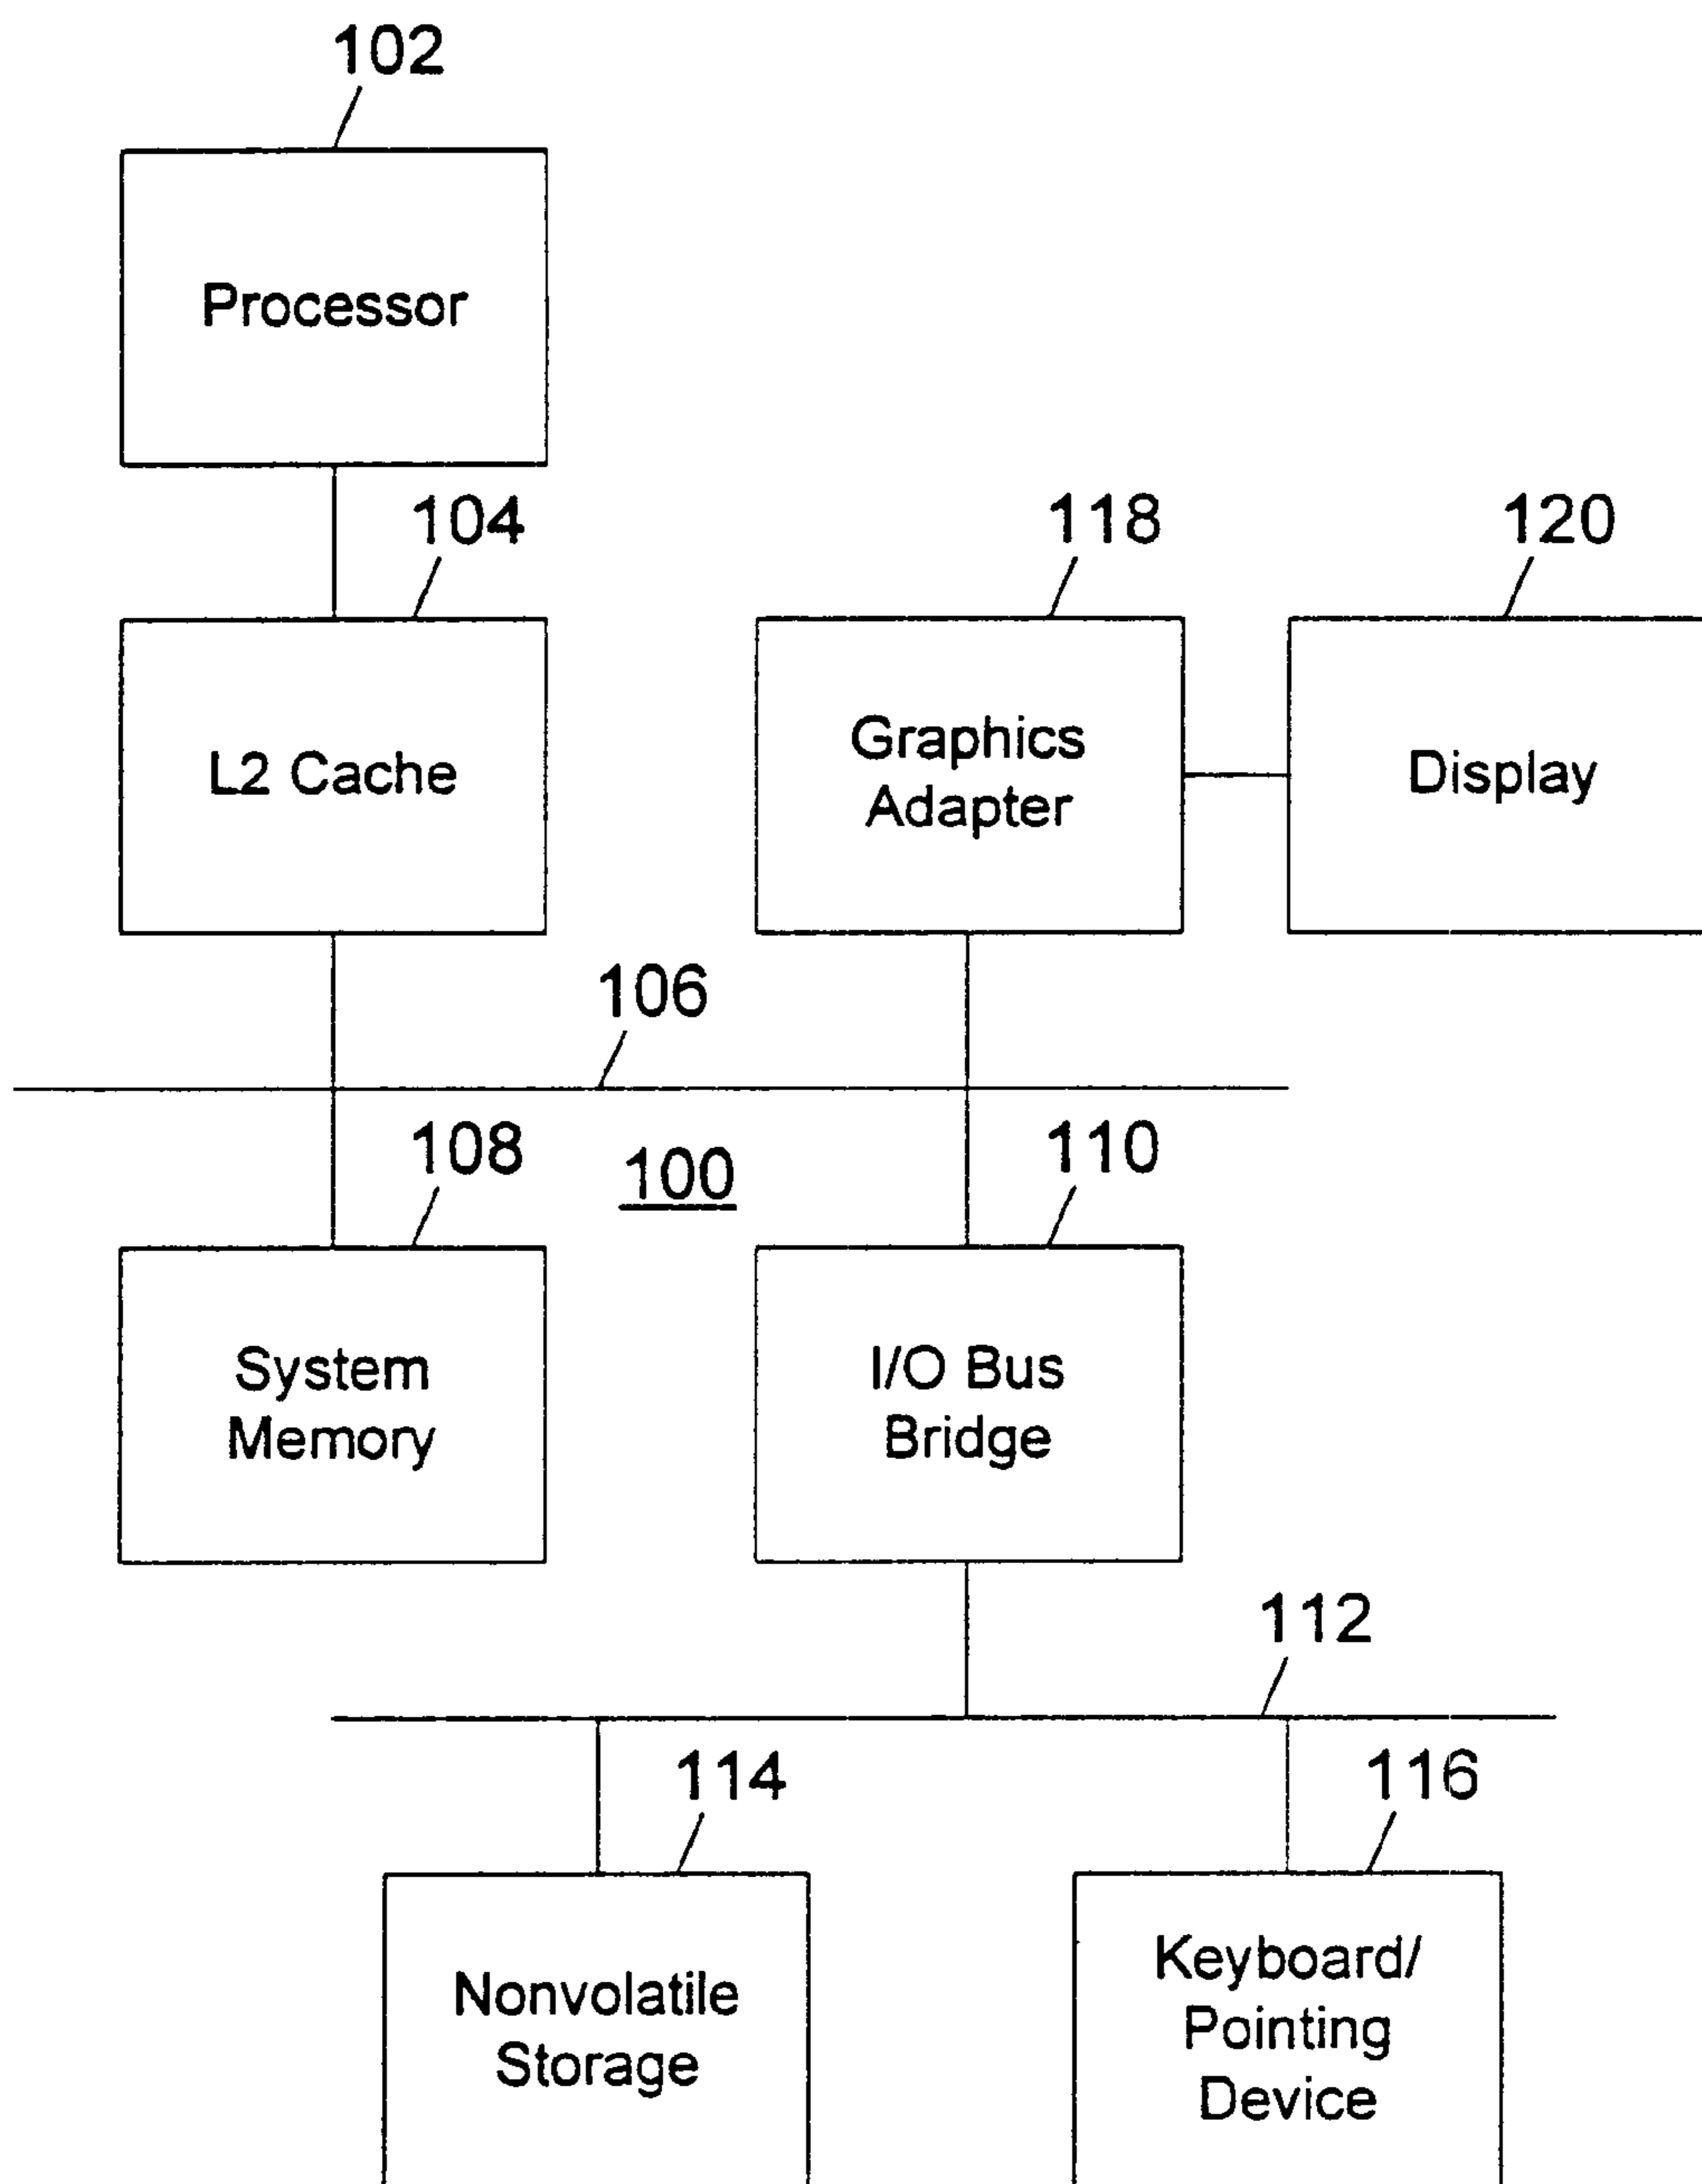 102
Processor
104
118
120
L2 Cache
Graphics
Adapter
Display
106
108
100
110
System
Memory
I/O Bus
Bridge
112
114
116
Nonvolatile
Storage
Keyboard/
Pointing
Device